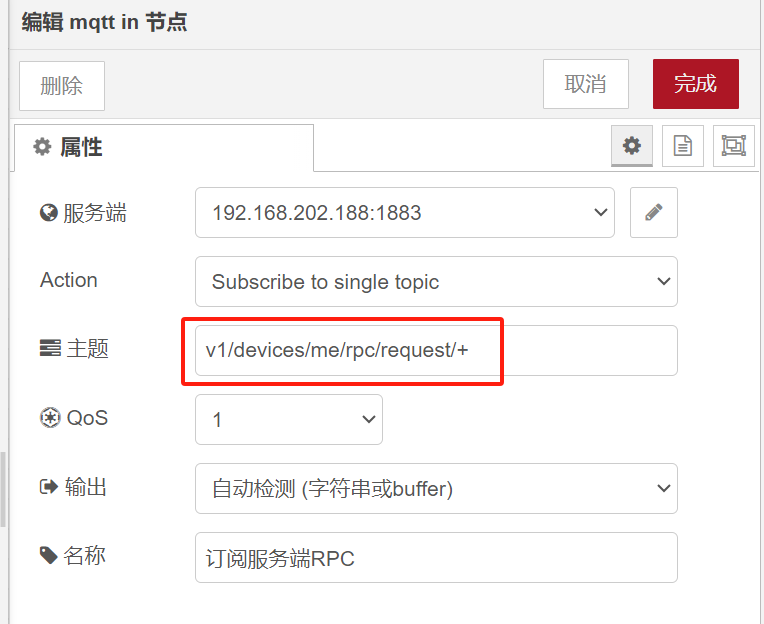 编辑 mqtt in 节点
删除 取消 完成
属性
服务端 192.168.202.188:1883
Action Subscribe to single topic
主题 v1/devices/me/rpc/request/+
QoS 1
输出 自动检测 (字符串或buffer)
名称 订阅服务端RPC